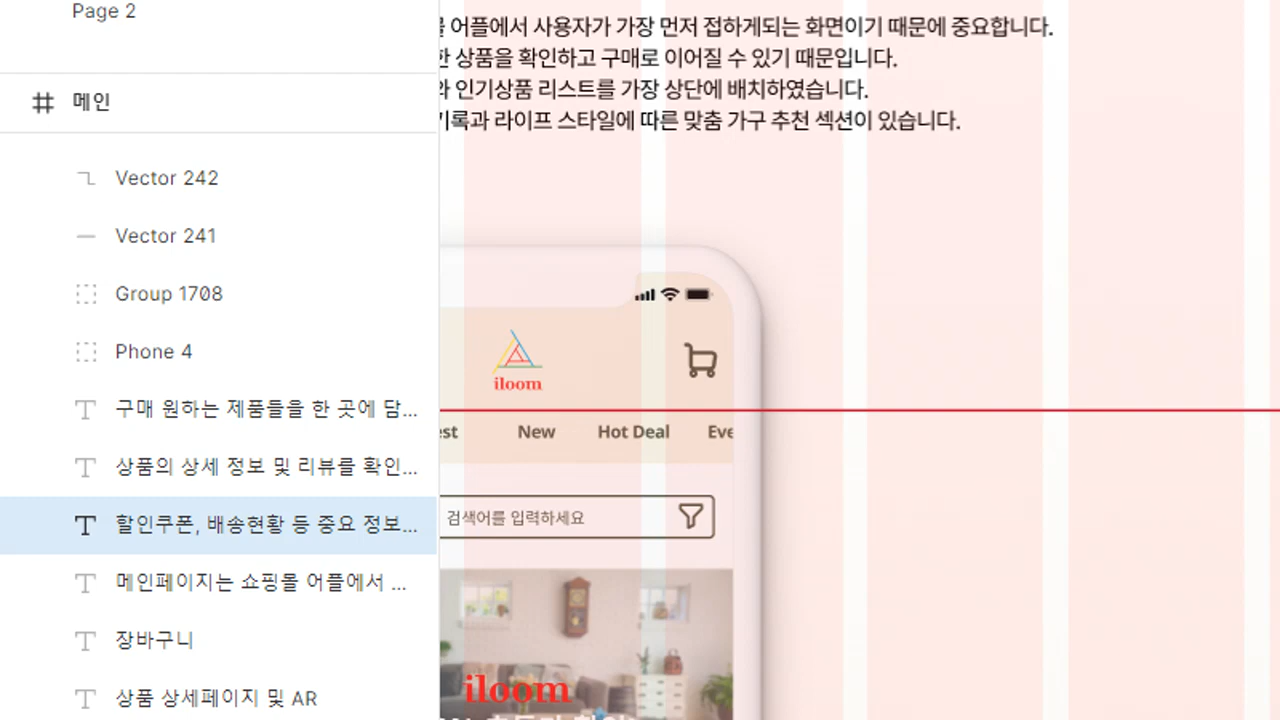 Page 2
메인
Vector 242
Vector 241
Group 1708
Phone 4
구매 원하는 제품들을 한 곳에 담...
상품의 상세 정보 및 리뷰를 확인...
할인쿠폰, 배송현황 등 중요 정보...
메인페이지는 쇼핑몰 어플에서 ...
장바구니
상품 상세페이지 및 AR
어플에서 사용자가 가장 먼저 접하게되는 화면이기 때문에 중요합니다.
상품을 확인하고 구매로 이어질 수 있기 때문입니다.
인기상품 리스트를 가장 상단에 배치하였습니다.
기록과 라이프 스타일에 따른 맞춤 가구 추천 섹션이 있습니다.
iloom
est New Hot Deal Eve
검색어를 입력하세요
iloom